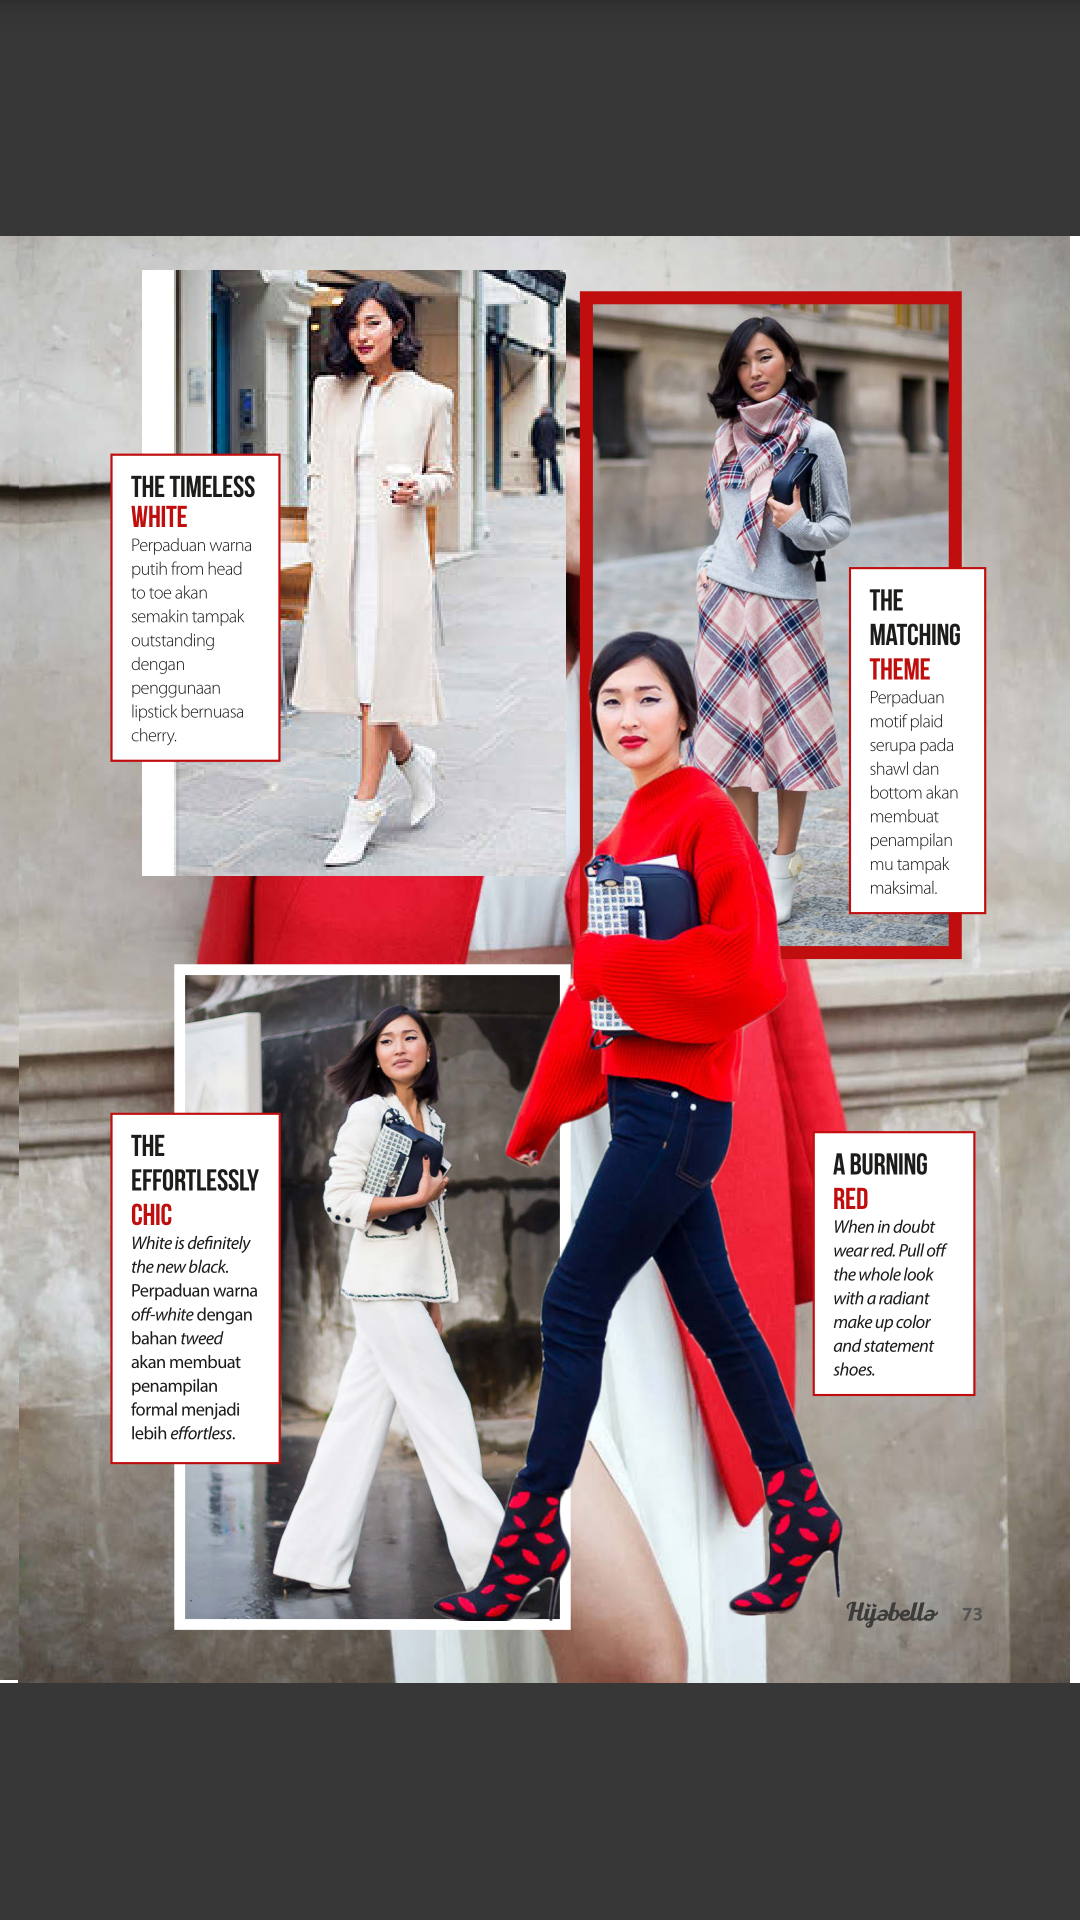 THE TIMELESS
WHITE
Perpaduan warna
putih from head
to toe akan
semakin tampak
outstanding
dengan
penggunaan
lipstick bernuasa
cherry.
THE
MATCHING
THEME
Perpaduan
motif plaid
serupa pada
shawl dan
bottom akan
membuat
penampilan
mu tampak
maksimal.
THE
EFFORTLESSLY
CHIC
White is definitely
the new black.
Perpaduan warna
off-white dengan
bahan tweed
akan membuat
penampilan
formal menjadi
lebih effortless.
A BURNING
RED
When in doubt
wear red. Pull off
the whole look
with a radiant
make up color
and statement
shoes.
Hijabella 73